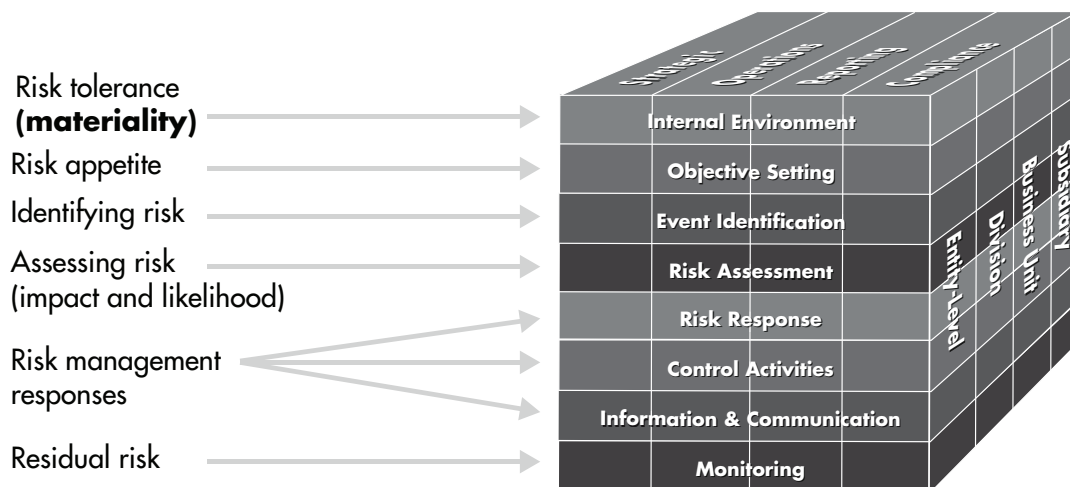 Risk tolerance
(materiality)
Risk appetite
Identifying risk
Assessing risk
(impact and likelihood)
Risk management
responses
Residual risk
Strategic
Operations
Reporting
Compliance
Internal Environment
Objective Setting
Event Identification
Risk Assessment
Risk Response
Control Activities
Information & Communication
Monitoring
Entity-Level
Division
Business Unit
Subsidiary